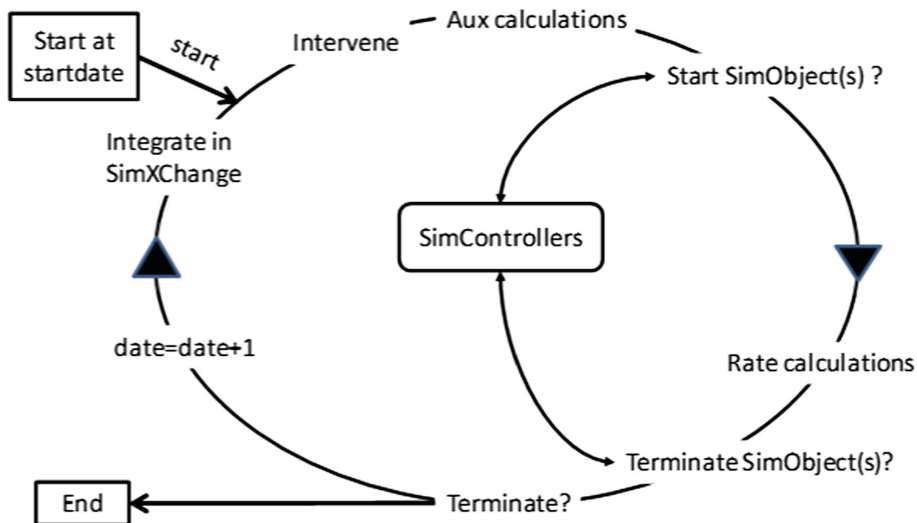 Start at
startdate
start
Intervene
Aux calculations
Start SimObject(s) ?
Integrate in
SimXChange
SimControllers
date=date+1
Rate calculations
Terminate SimObject(s)?
Terminate?
End